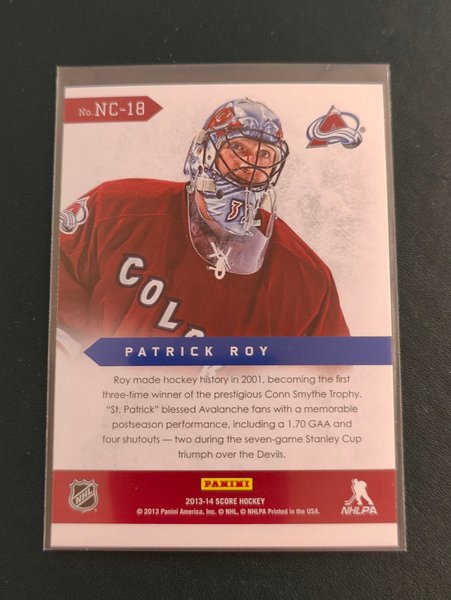 No. NC-18
COLO
PATRICK ROY
Roy made hockey history in 2001, becoming the first
three-time winner of the prestigious Conn Smythe Trophy.
"St. Patrick" blessed Avalanche fans with a memorable
postseason performance, including a 1.70 GAA and
four shutouts — two during the seven-game Stanley Cup
triumph over the Devils.
PANINI
2013-14 SCORE HOCKEY
© 2013 Panini America, Inc. © NHL, © NHLPA Printed in the USA.
NHL
NHLPA